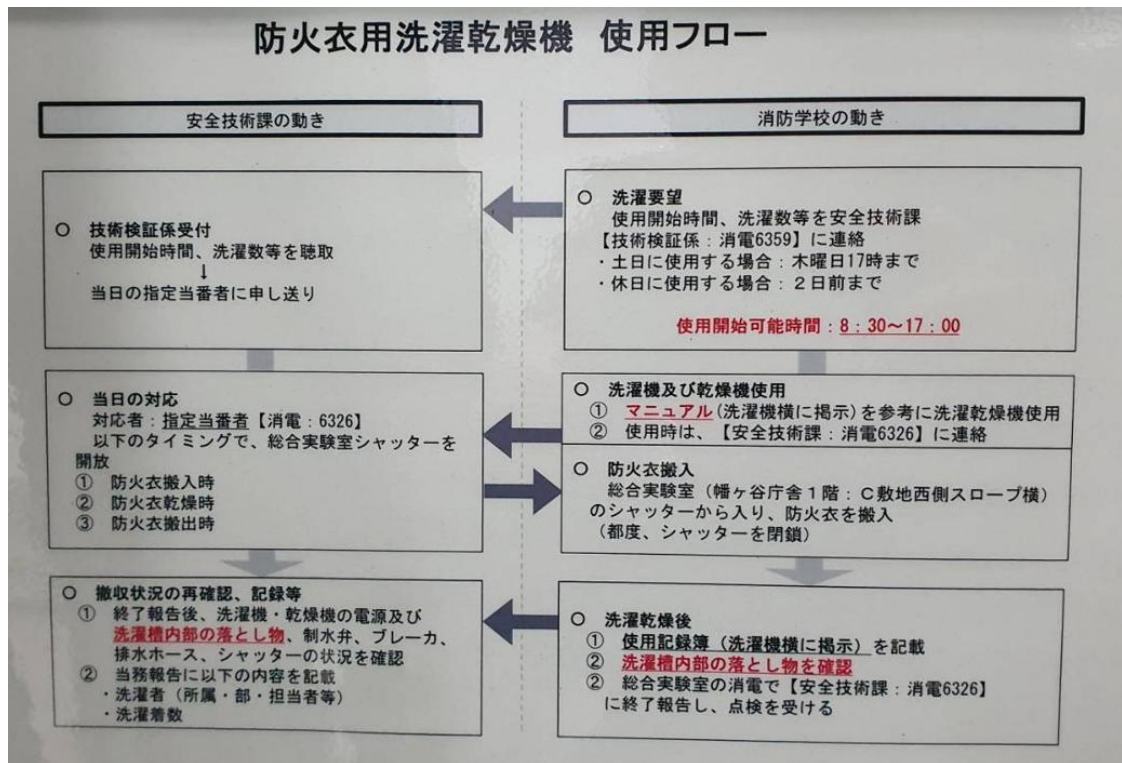 防火衣用洗濯乾燥機 使用フロー
安全技術課の動き
○ 技術検証係受付
使用開始時間、洗濯数等を聴取
↓
当日の指定当番者に申し送り
○ 当日の対応
対応者：指定当番者【消電：6326】
以下のタイミングで、総合実験室シャッターを
開放
① 防火衣搬入時
② 防火衣乾燥時
③ 防火衣搬出時
○ 撤収状況の再確認、記録等
① 終了報告後、洗濯機・乾燥機の電源及び
洗濯槽内部の落とし物、制水弁、ブレーカ、
排水ホース、シャッターの状況を確認
② 当務報告に以下の内容を記載
・洗濯者（所属・部・担当者等）
・洗濯着数
消防学校の動き
○ 洗濯要望
使用開始時間、洗濯数等を安全技術課
【技術検証係：消電6359】に連絡
・土日に使用する場合：木曜日17時まで
・休日に使用する場合：２日前まで
使用開始可能時間：8：30～17：00
○ 洗濯機及び乾燥機使用
① マニュアル(洗濯機横に掲示)を参考に洗濯乾燥機使用
② 使用時は、【安全技術課：消電6326】に連絡
○ 防火衣搬入
総合実験室（幡ヶ谷庁舎１階：Ｃ敷地西側スロープ横）
のシャッターから入り、防火衣を搬入
（都度、シャッターを閉鎖）
○ 洗濯乾燥後
① 使用記録簿（洗濯機横に掲示）を記載
② 洗濯槽内部の落とし物を確認
② 総合実験室の消電で【安全技術課：消電6326】
に終了報告し、点検を受ける